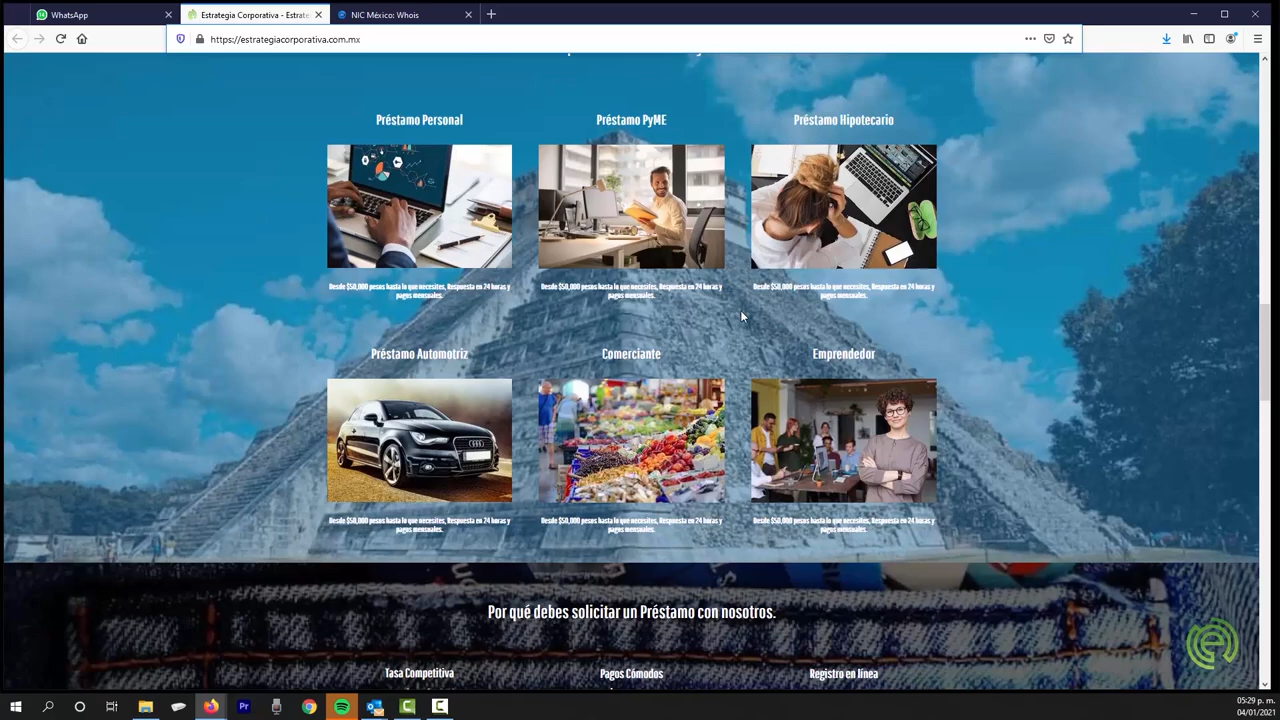 WhatsApp
Estrategia Corporativa - Estrate
NIC México: Whois
https://estrategiacorporativa.com.mx
Préstamo Personal
Préstamo PyME
Préstamo Hipotecario
Desde $50,000 pesos hasta lo que necesites, Respuesta en 24 horas y
pagos mensuales.
Desde $50,000 pesos hasta lo que necesites, Respuesta en 24 horas y
pagos mensuales.
Desde $50,000 pesos hasta lo que necesites, Respuesta en 24 horas y
pagos mensuales.
Préstamo Automotriz
Comerciante
Emprendedor
Desde $50,000 pesos hasta lo que necesites, Respuesta en 24 horas y
pagos mensuales.
Desde $50,000 pesos hasta lo que necesites, Respuesta en 24 horas y
pagos mensuales.
Desde $50,000 pesos hasta lo que necesites, Respuesta en 24 horas y
pagos mensuales.
Por qué debes solicitar un Préstamo con nosotros.
Tasa Competitiva
Pagos Cómodos
Registro en línea
Pr
05:29 p. m.
04/01/2021